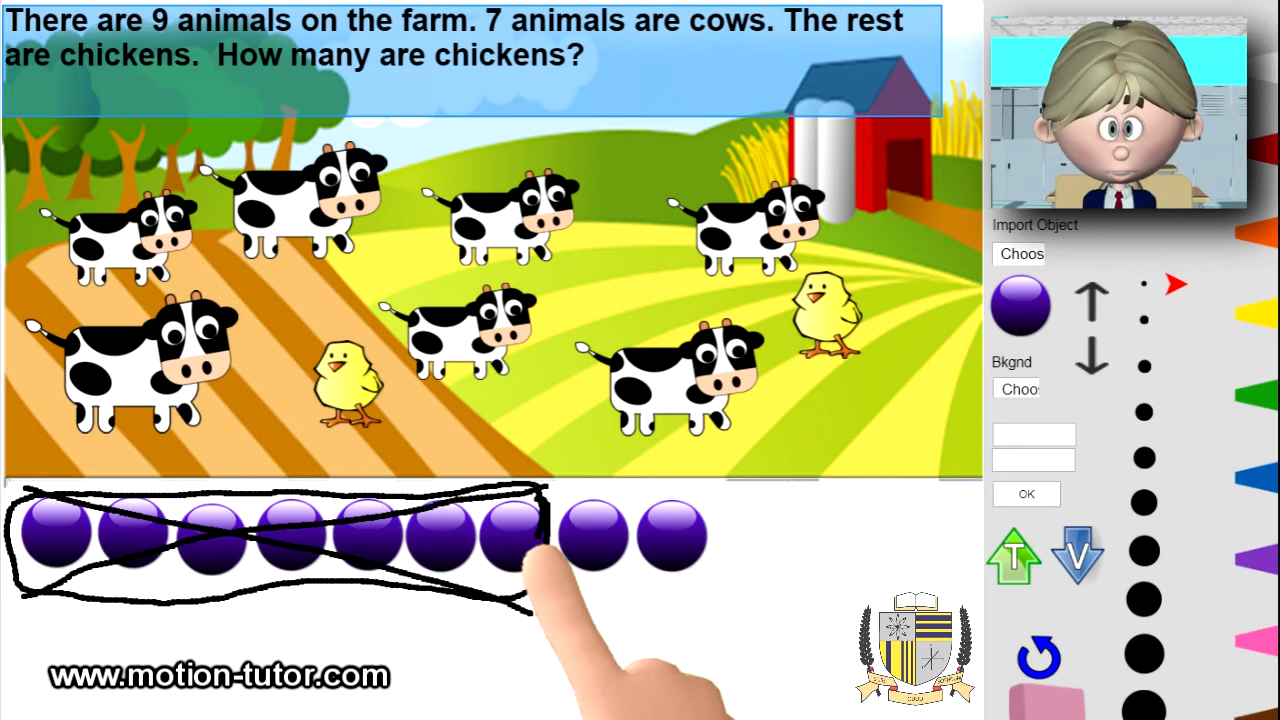 There are 9 animals on the farm. 7 animals are cows. The rest
are chickens.  How many are chickens?
Import Object
Choos
Bkgnd
Choo
OK
T
V
www.motion-tutor.com